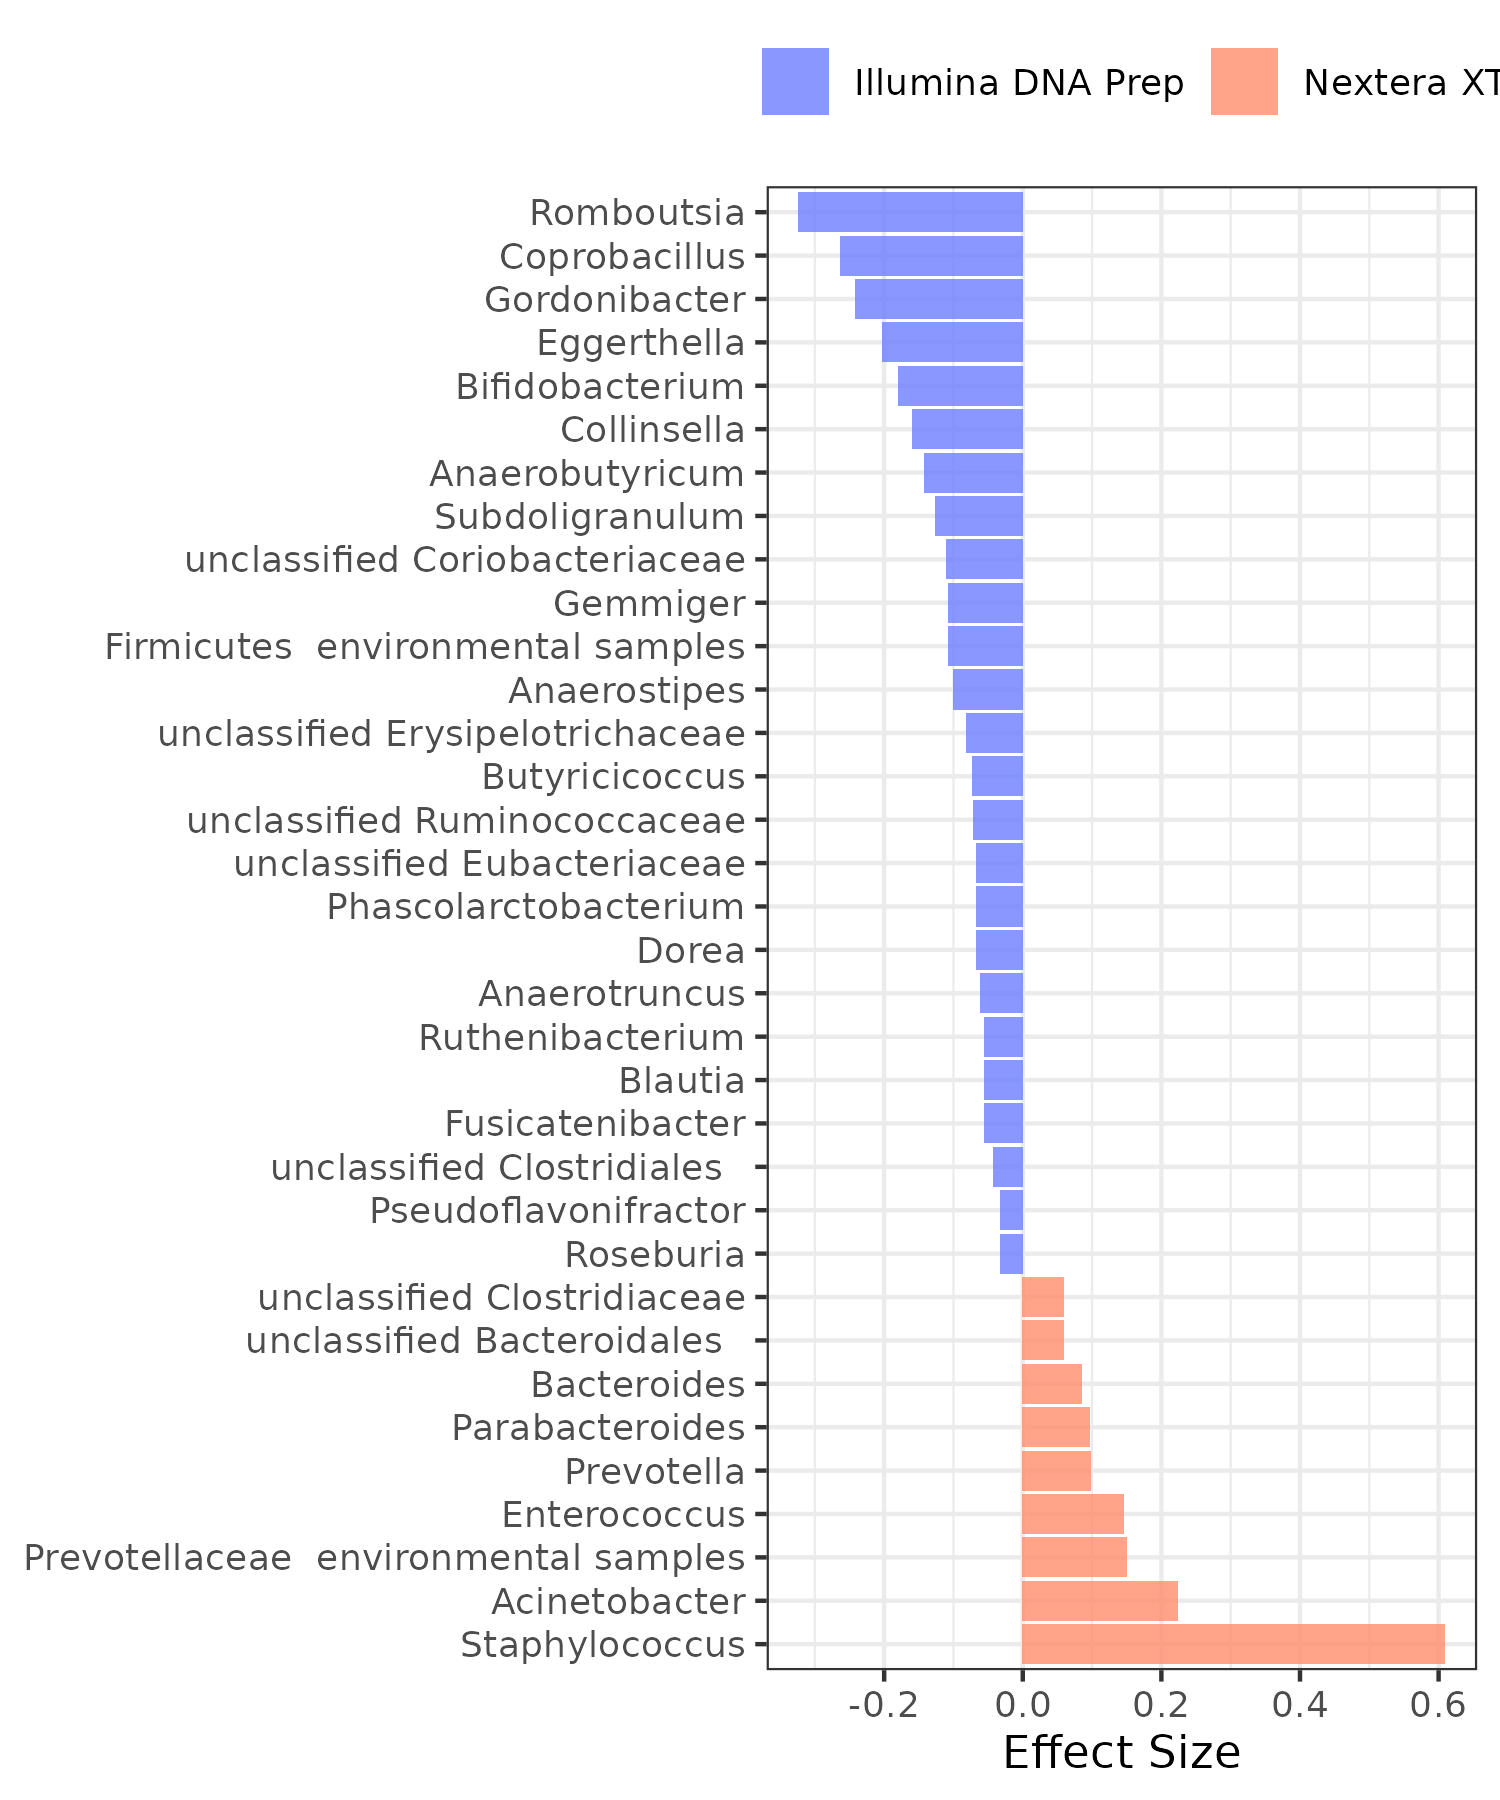 Illumina DNA Prep Nextera XT
Romboutsia
Coprobacillus
Gordonibacter
Eggerthella
Bifidobacterium
Collinsella
Anaerobutyricum
Subdoligranulum
unclassified Coriobacteriaceae
Gemmiger
Firmicutes  environmental samples
Anaerostipes
unclassified Erysipelotrichaceae
Butyricicoccus
unclassified Ruminococcaceae
unclassified Eubacteriaceae
Phascolarctobacterium
Dorea
Anaerotruncus
Ruthenibacterium
Blautia
Fusicatenibacter
unclassified Clostridiales
Pseudoflavonifractor
Roseburia
unclassified Clostridiaceae
unclassified Bacteroidales
Bacteroides
Parabacteroides
Prevotella
Enterococcus
Prevotellaceae  environmental samples
Acinetobacter
Staphylococcus
-0.2 0.0 0.2 0.4 0.6
Effect Size